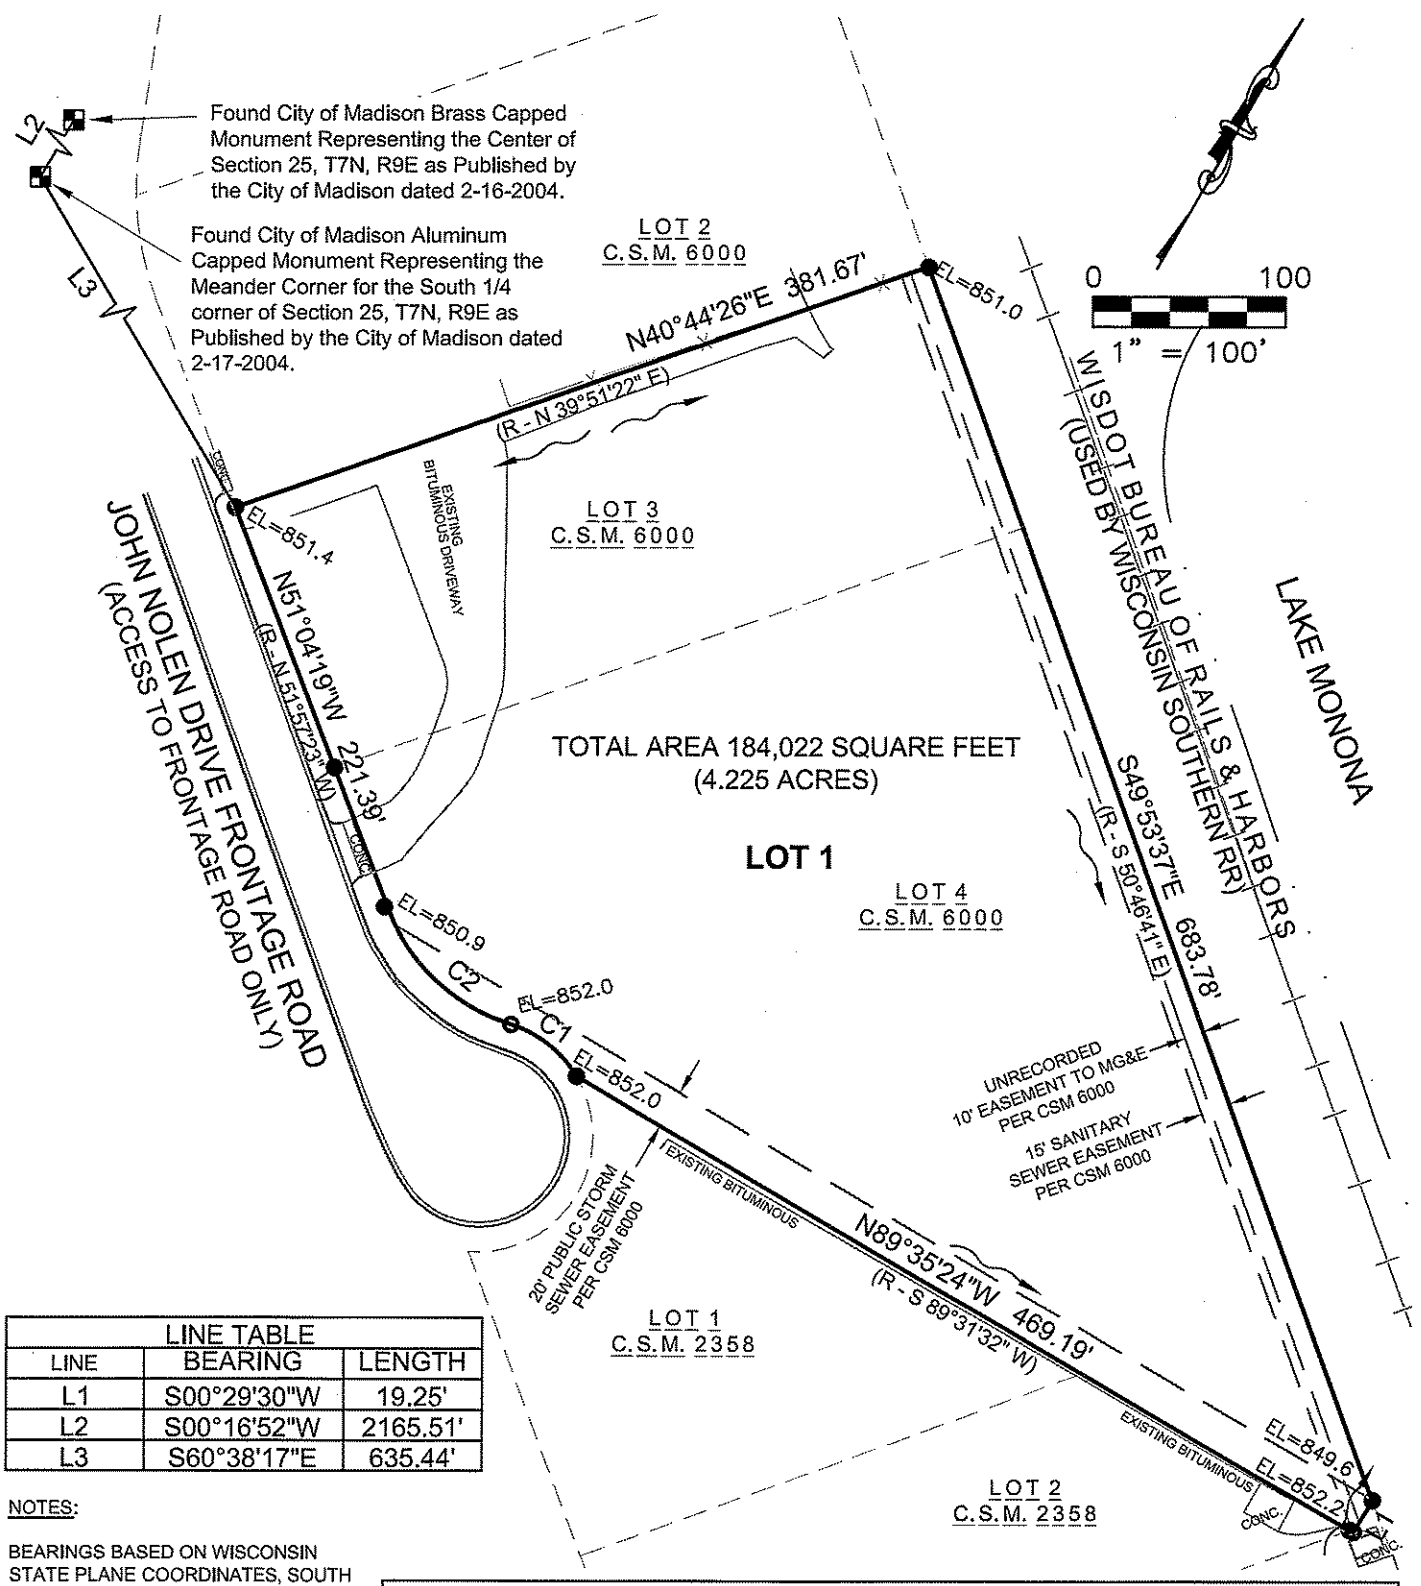 L2
Found City of Madison Brass Capped
Monument Representing the Center of
Section 25, T7N, R9E as Published by
the City of Madison dated 2-16-2004.
Found City of Madison Aluminum
Capped Monument Representing the
Meander Corner for the South 1/4
corner of Section 25, T7N, R9E as
Published by the City of Madison dated
2-17-2004.
L3
LOT 2
C.S.M. 6000
N40°44'26"E 381.67'
(R - N 39°51'22" E)
EL=851.0
0 100
1" = 100'
WISDOT BUREAU OF RAILS & HARBORS
(USED BY WISCONSIN SOUTHERN RR)
LAKE MONONA
CONC.
EL=851.4
EXISTING
BITUMINOUS DRIVEWAY
LOT 3
C.S.M. 6000
JOHN NOLEN DRIVE FRONTAGE ROAD
(ACCESS TO FRONTAGE ROAD ONLY)
N51°04'19"W 221.39'
(R - N 51°57'23" W)
CONC.
TOTAL AREA 184,022 SQUARE FEET
(4.225 ACRES)
LOT 1
LOT 4
C.S.M. 6000
S49°53'37"E 683.78'
(R - S 50°46'41" E)
EL=850.9
C2
EL=852.0
C1
EL=852.0
UNRECORDED
10' EASEMENT TO MG&E
PER CSM 6000
15' SANITARY
SEWER EASEMENT
PER CSM 6000
EXISTING BITUMINOUS
20' PUBLIC STORM
SEWER EASEMENT
PER CSM 6000
N89°35'24"W 469.19'
(R - S 89°31'32" W)
LOT 1
C.S.M. 2358
LINE TABLE
LINE BEARING LENGTH
L1 S00°29'30"W 19.25'
L2 S00°16'52"W 2165.51'
L3 S60°38'17"E 635.44'
EXISTING BITUMINOUS
EL=849.6
EL=852.2
LOT 2
C.S.M. 2358
CONC.
CONC.
NOTES:
BEARINGS BASED ON WISCONSIN
STATE PLANE COORDINATES, SOUTH